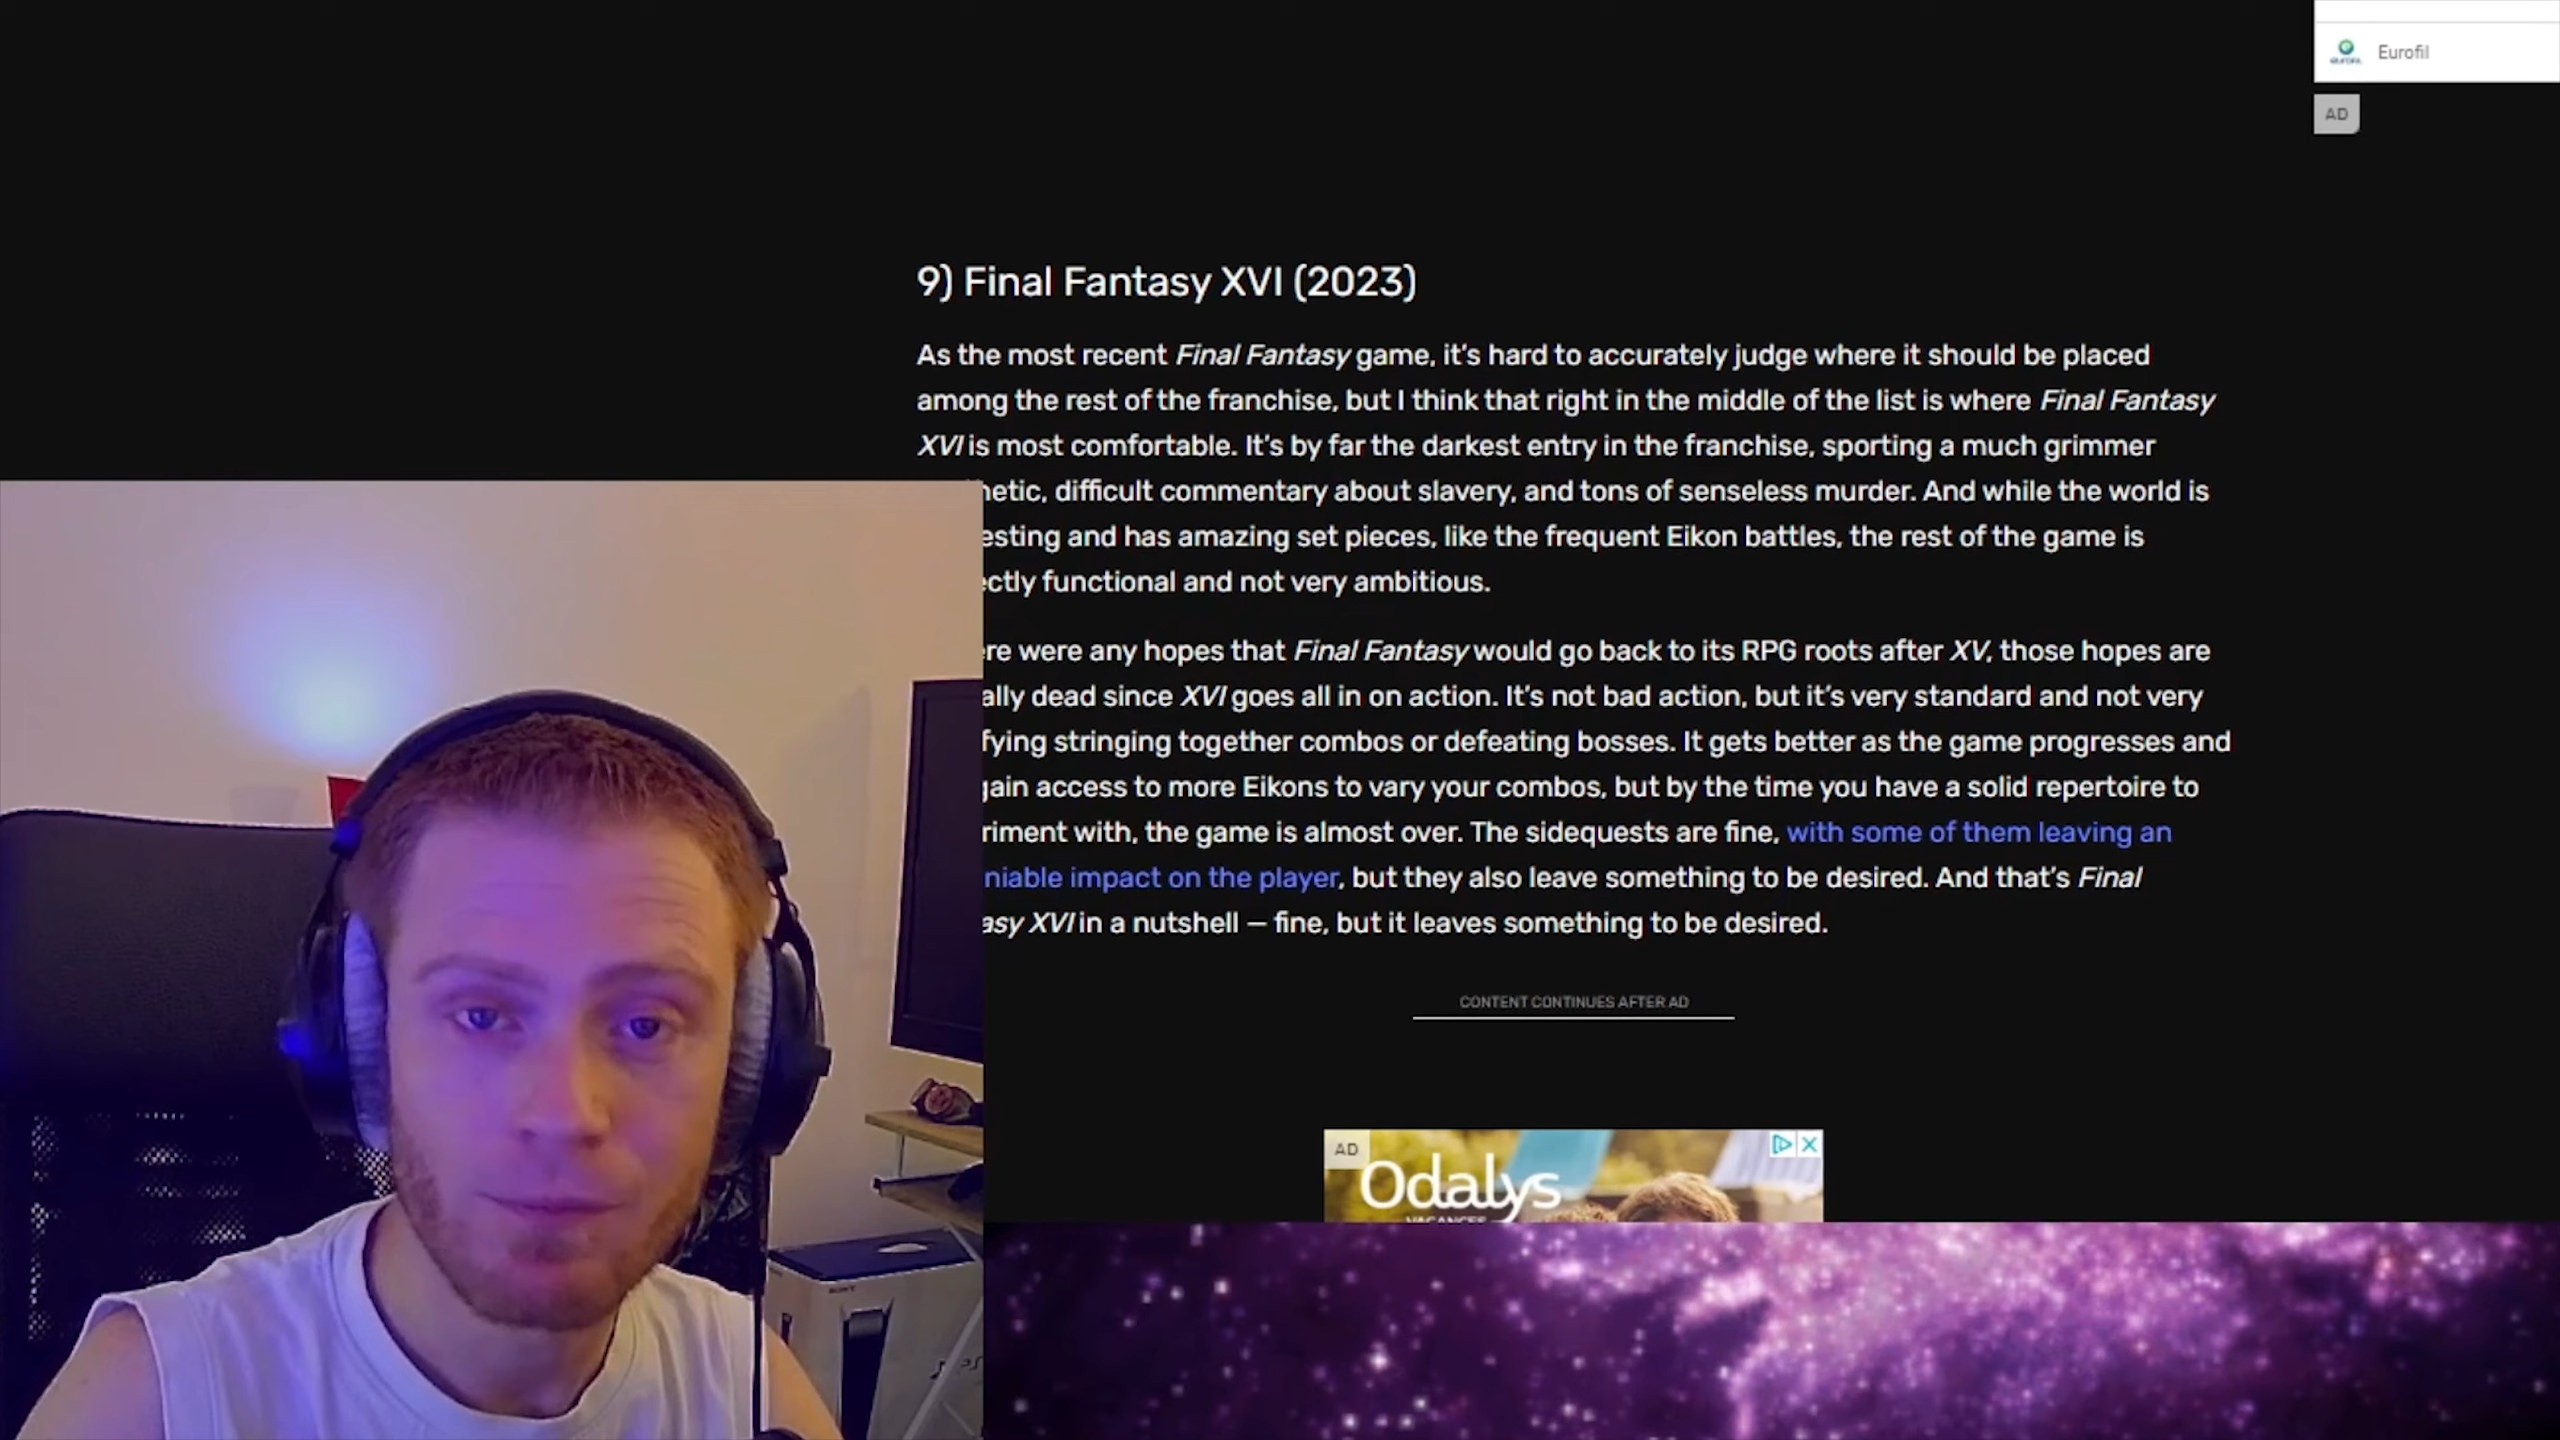 Eurofil
AD
9) Final Fantasy XVI (2023)
As the most recent Final Fantasy game, it's hard to accurately judge where it should be placed
among the rest of the franchise, but I think that right in the middle of the list is where Final Fantasy
XVI is most comfortable. It's by far the darkest entry in the franchise, sporting a much grimmer
hetic, difficult commentary about slavery, and tons of senseless murder. And while the world is
esting and has amazing set pieces, like the frequent Eikon battles, the rest of the game is
ectly functional and not very ambitious.
re were any hopes that Final Fantasy would go back to its RPG roots after XV, those hopes are
ally dead since XVI goes all in on action. It's not bad action, but it's very standard and not very
fying stringing together combos or defeating bosses. It gets better as the game progresses and
gain access to more Eikons to vary your combos, but by the time you have a solid repertoire to
riment with, the game is almost over. The sidequests are fine, with some of them leaving an
niable impact on the player, but they also leave something to be desired. And that's Final
asy XVI in a nutshell — fine, but it leaves something to be desired.
CONTENT CONTINUES AFTER AD
AD
Odalys
VACANCES
SONY